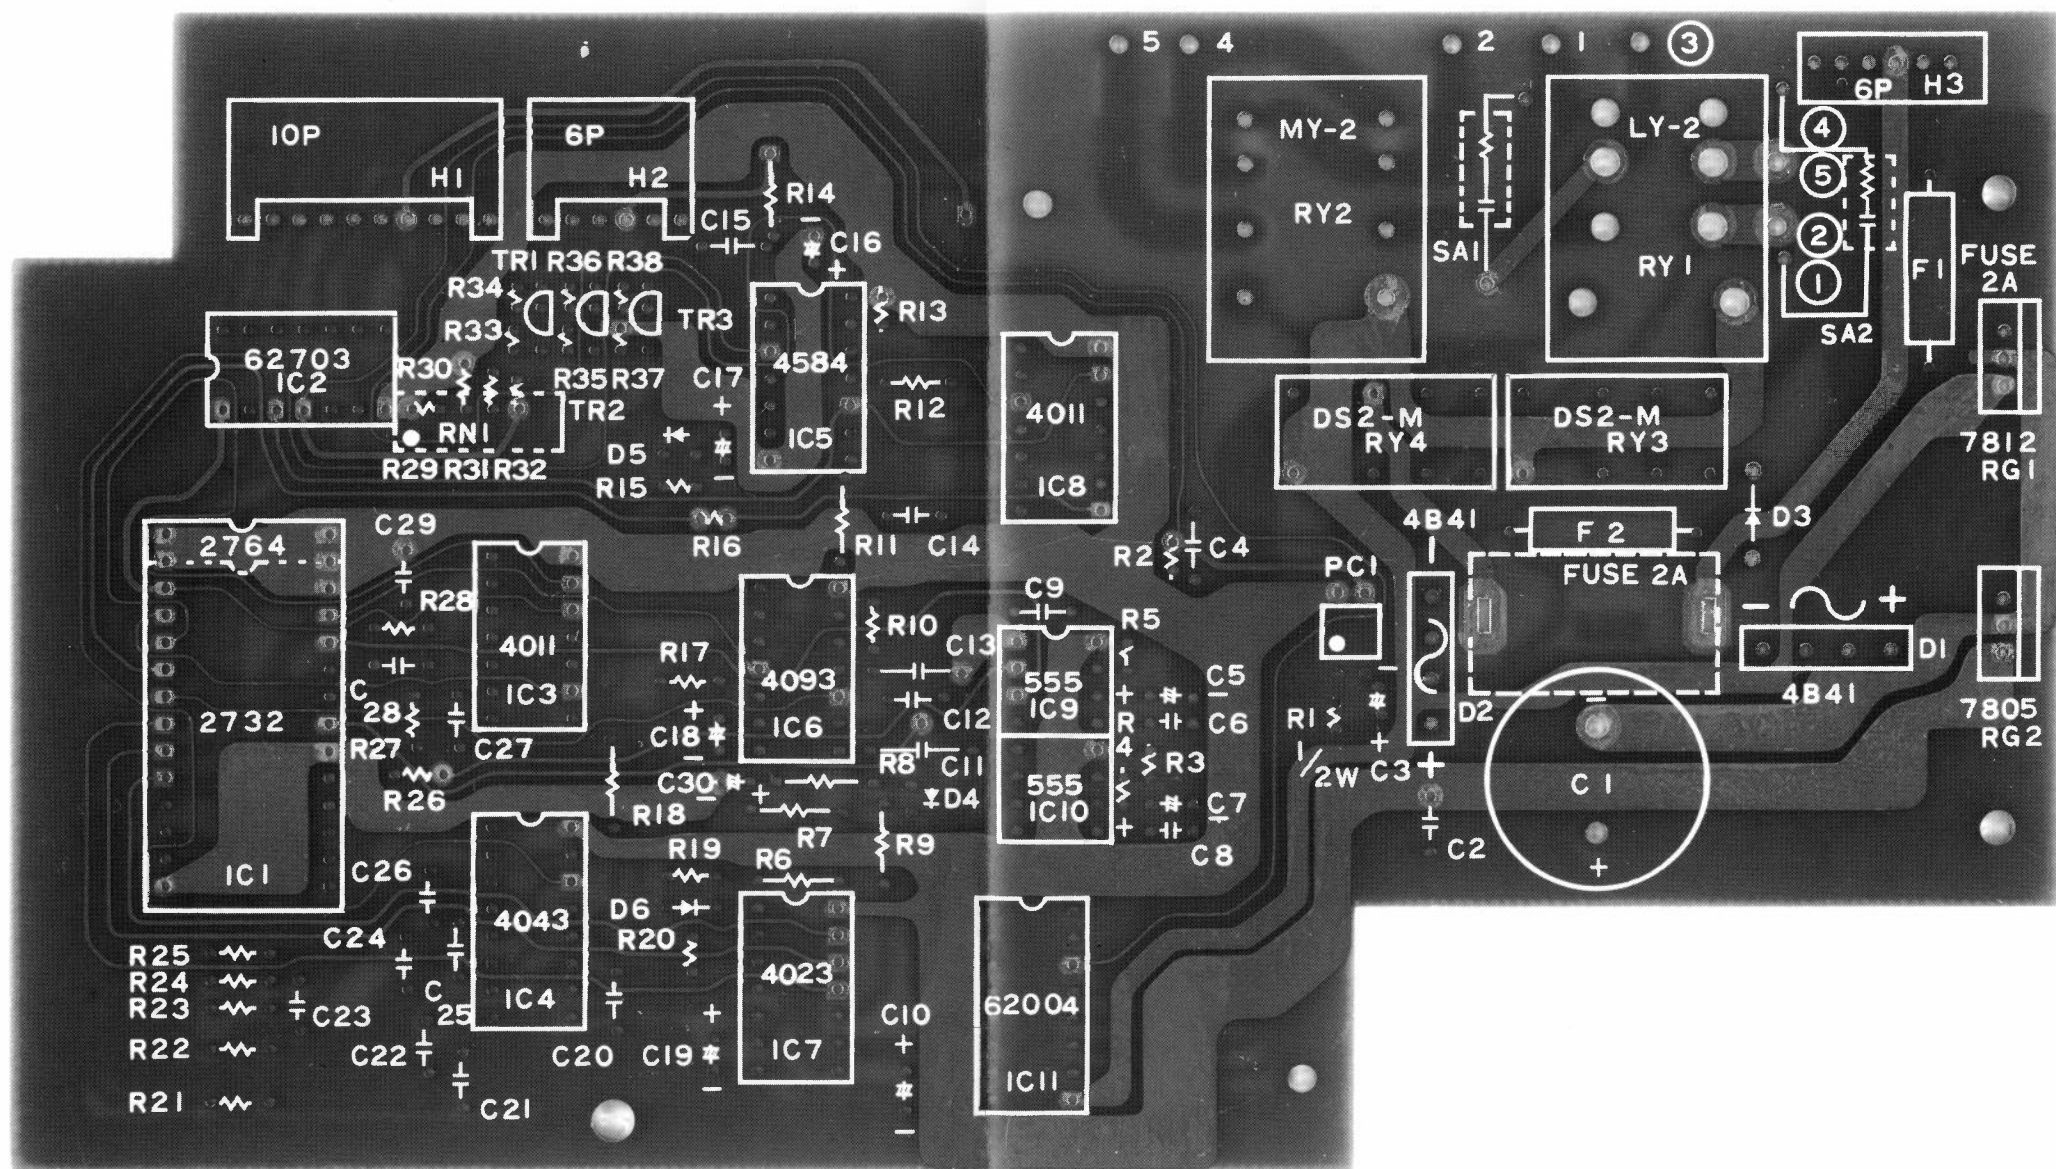 5 4 2 1 ③
10P
H1
6P
H2
6P H3
MY-2
RY2
LY-2
RY1
④
⑤
②
①
SA1
SA2
F1
FUSE
2A
R14
C15
C16
TR1 R36 R38
R34
R33
TR3
R13
62703
IC2
R30
R35 R37
TR2
C17
RN1
R29 R31 R32
D5
R15
4584
IC5
R12
4011
IC8
DS2-M
RY4
DS2-M
RY3
7812
RG1
2764
C29
R16
R11 C14
R2 C4
PC1
4B41
F2
FUSE 2A
D3
R28
4011
IC3
C
28
2732
R27
C27
R26
IC1
R17
C18
C30
4093
IC6
R10
C9
C13
C12
R8 C11
D4
R5
555
IC9
R
4
555
IC10
R3
C5
C6
C7
C8
R1
1/2W
C3
D2
− +
D1
4B41
7805
RG2
C1
−
+
C2
R18
R7
R9
R19
R6
D6
R20
C26
C24
C
25
4043
IC4
4023
IC7
62004
IC11
R25
R24
R23
R22
R21
C23
C22
C21
C20
C19
C10